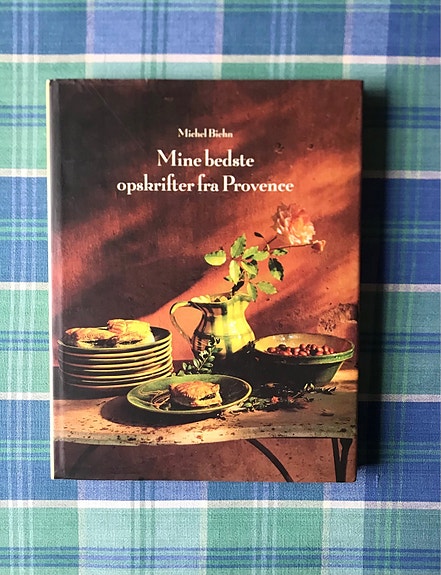 Michel Biehn
Mine bedste
opskrifter fra Provence